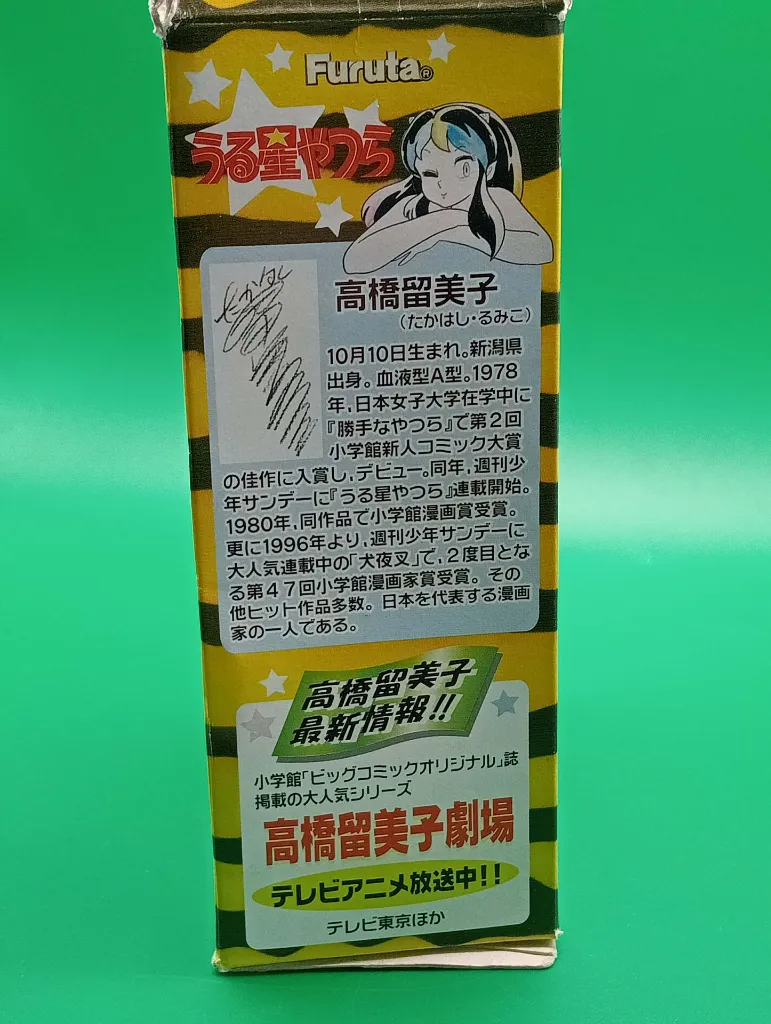 Furuta®
うる星やつら
たかはし
高橋留美子
(たかはし・るみこ)
10月10日生まれ。新潟県
出身。血液型A型。1978
年、日本女子大学在学中に
『勝手なやつら』で第2回
小学館新人コミック大賞
の佳作に入賞し、デビュー。同年、週刊少
年サンデーに『うる星やつら』連載開始。
1980年、同作品で小学館漫画賞受賞。
更に1996年より、週刊少年サンデーに
大人気連載中の「犬夜叉」で、2度目とな
る第47回小学館漫画家賞受賞。その
他ヒット作品多数。日本を代表する漫画
家の一人である。
高橋留美子
最新情報!!
小学館「ビッグコミックオリジナル」誌
掲載の大人気シリーズ
高橋留美子劇場
テレビアニメ放送中!!
テレビ東京ほか